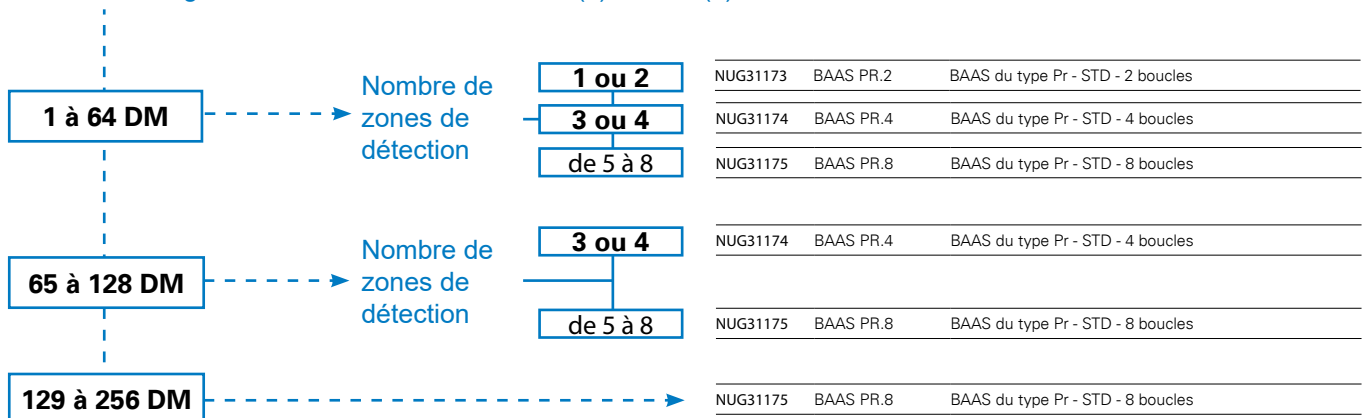 1 à 64 DM
Nombre de
zones de
détection
1 ou 2
NUG31173 BAAS PR.2 BAAS du type Pr - STD - 2 boucles
3 ou 4
NUG31174 BAAS PR.4 BAAS du type Pr - STD - 4 boucles
de 5 à 8
NUG31175 BAAS PR.8 BAAS du type Pr - STD - 8 boucles
65 à 128 DM
Nombre de
zones de
détection
3 ou 4
NUG31174 BAAS PR.4 BAAS du type Pr - STD - 4 boucles
de 5 à 8
NUG31175 BAAS PR.8 BAAS du type Pr - STD - 8 boucles
129 à 256 DM
NUG31175 BAAS PR.8 BAAS du type Pr - STD - 8 boucles